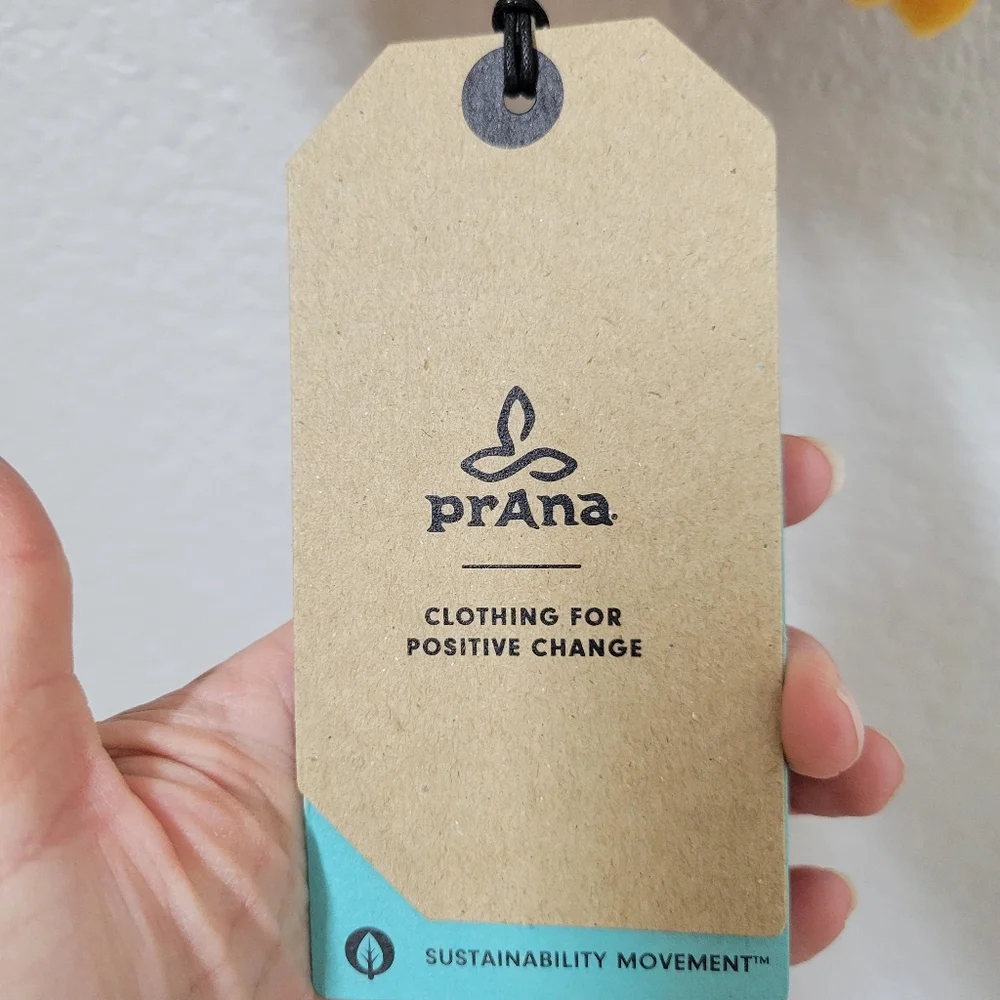 prAna®
CLOTHING FOR
POSITIVE CHANGE
SUSTAINABILITY MOVEMENT™